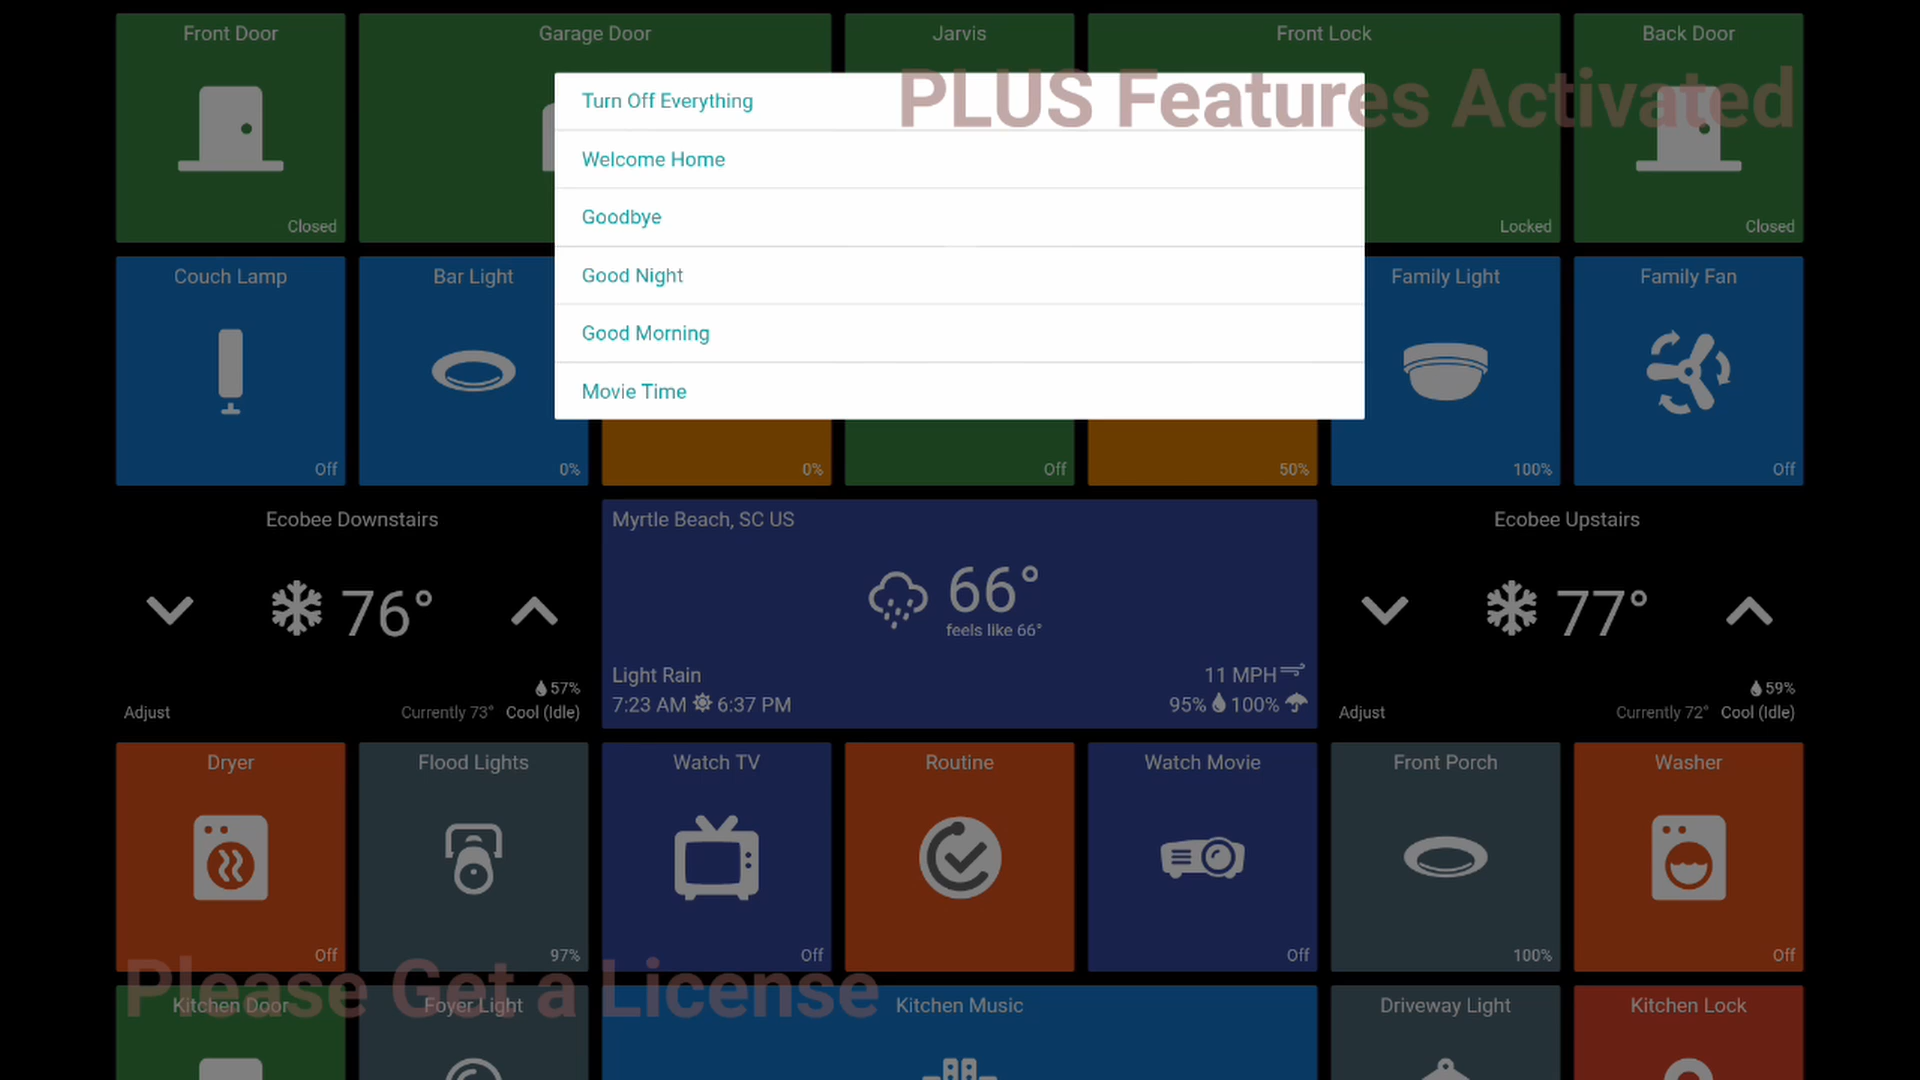 Front Door
Garage Door
Jarvis
Front Lock
Back Door
PLUS Features Activated
Turn Off Everything
Welcome Home
Goodbye
Good Night
Good Morning
Movie Time
Closed
Locked
Closed
Couch Lamp
Bar Light
Family Light
Family Fan
Off
0%
0%
Off
50%
100%
Off
Ecobee Downstairs
76°
57%
Adjust
Currently 73° Cool (Idle)
Myrtle Beach, SC US
66°
feels like 66°
Light Rain
11 MPH
7:23 AM 6:37 PM
95% 100%
Ecobee Upstairs
77°
59%
Adjust
Currently 72° Cool (Idle)
Dryer
Flood Lights
Watch TV
Routine
Watch Movie
Front Porch
Washer
Off
97%
Off
Off
100%
Off
Please Get a License
Kitchen Door
Foyer Light
Kitchen Music
Driveway Light
Kitchen Lock